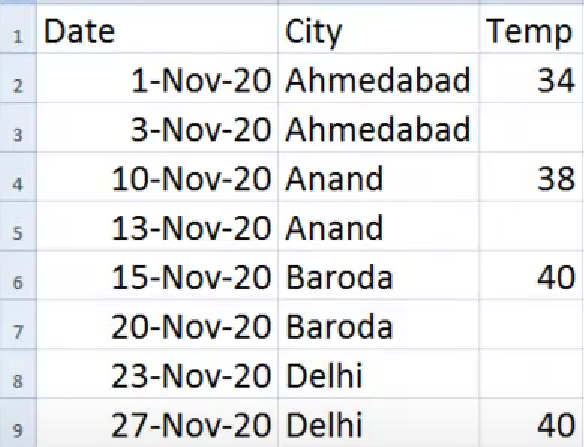 1 Date City Temp
2 1-Nov-20 Ahmedabad 34
3 3-Nov-20 Ahmedabad
4 10-Nov-20 Anand 38
5 13-Nov-20 Anand
6 15-Nov-20 Baroda 40
7 20-Nov-20 Baroda
8 23-Nov-20 Delhi
9 27-Nov-20 Delhi 40